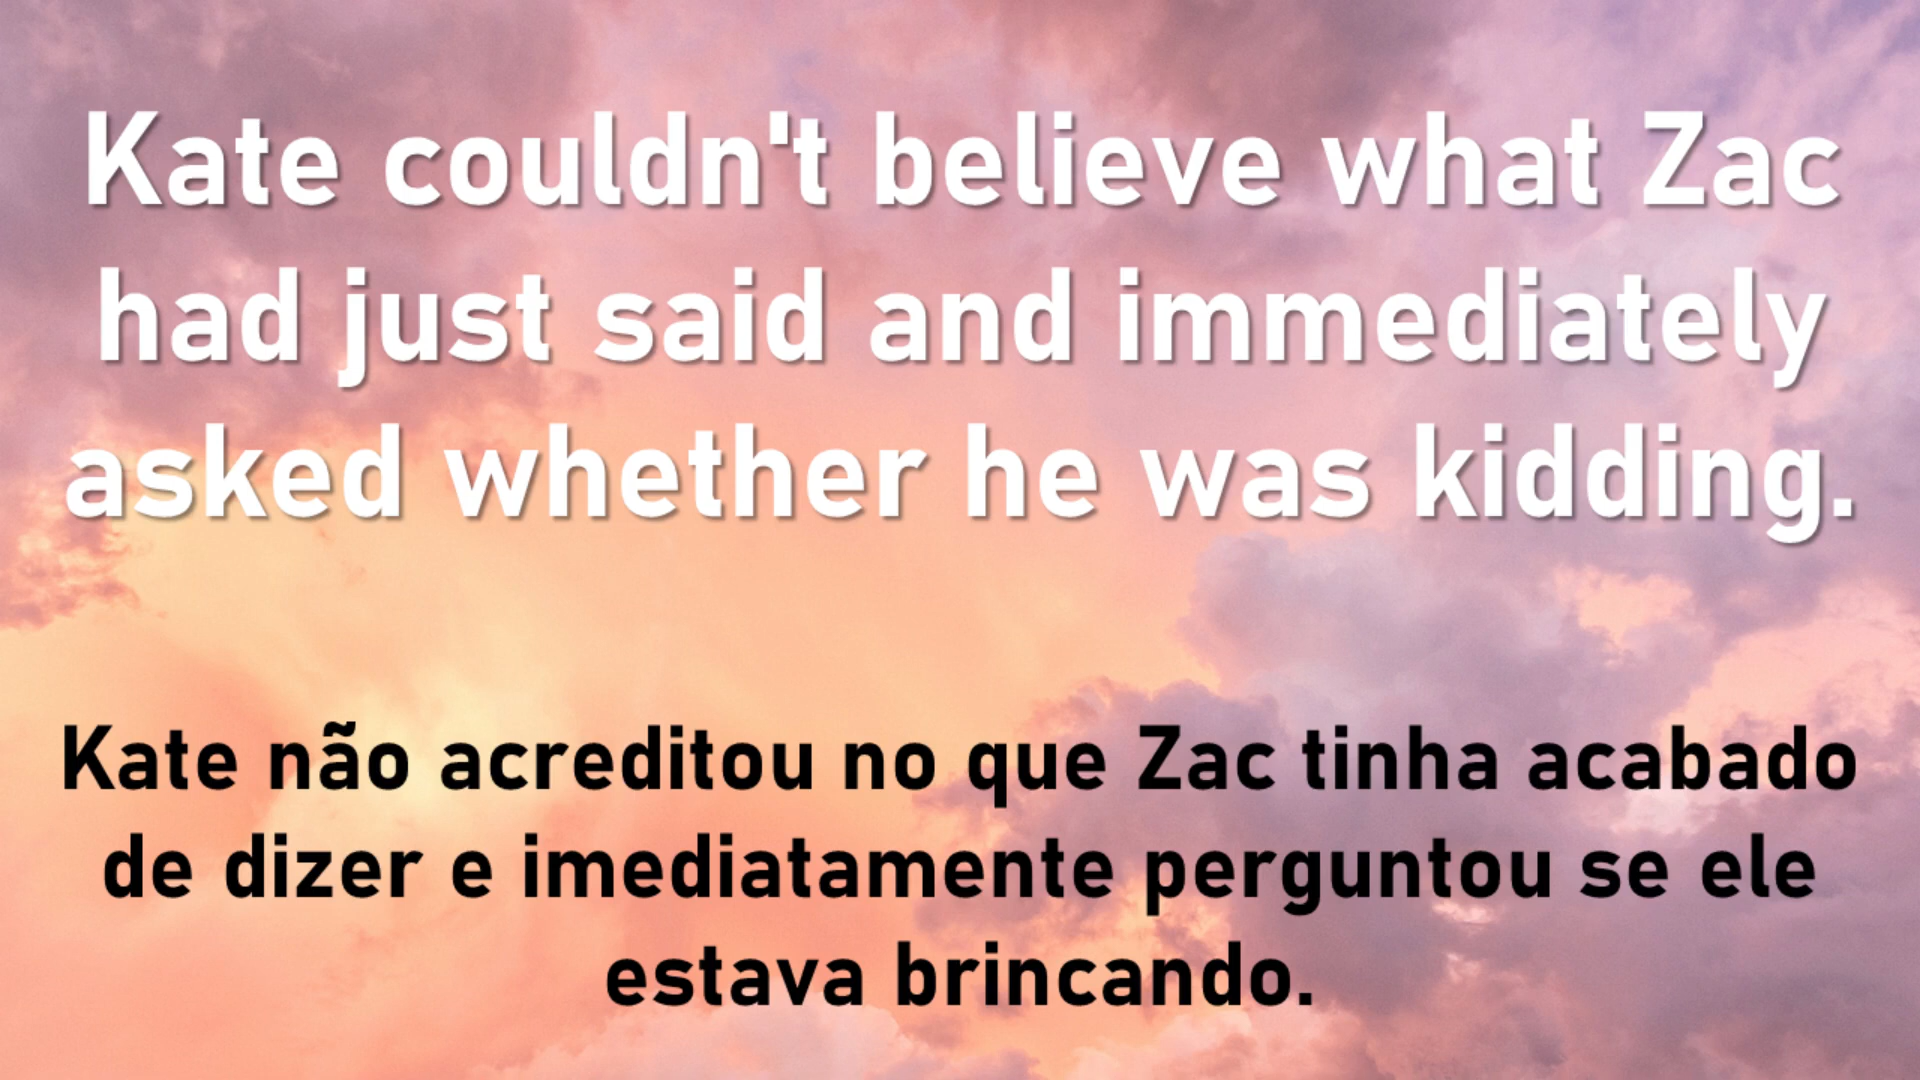 Kate couldn't believe what Zac
had just said and immediately
asked whether he was kidding.
Kate não acreditou no que Zac tinha acabado
de dizer e imediatamente perguntou se ele
estava brincando.